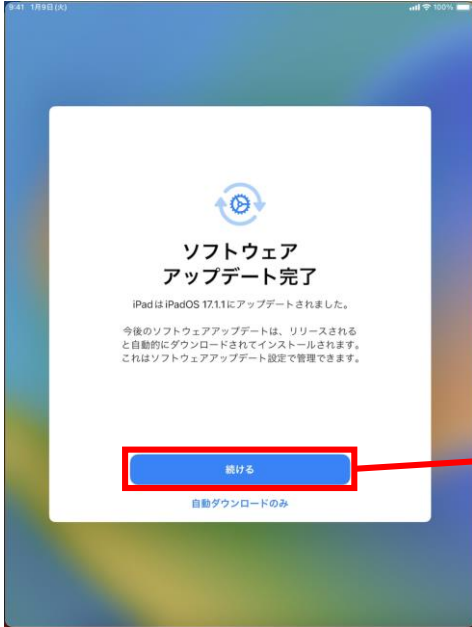 9:41 1月9日(火) 100%
ソフトウェア
アップデート完了
iPadはiPadOS 17.1.1にアップデートされました。
今後のソフトウェアアップデートは、リリースされる
と自動的にダウンロードされてインストールされます。
これはソフトウェアアップデート設定で管理できます。
続ける
自動ダウンロードのみ